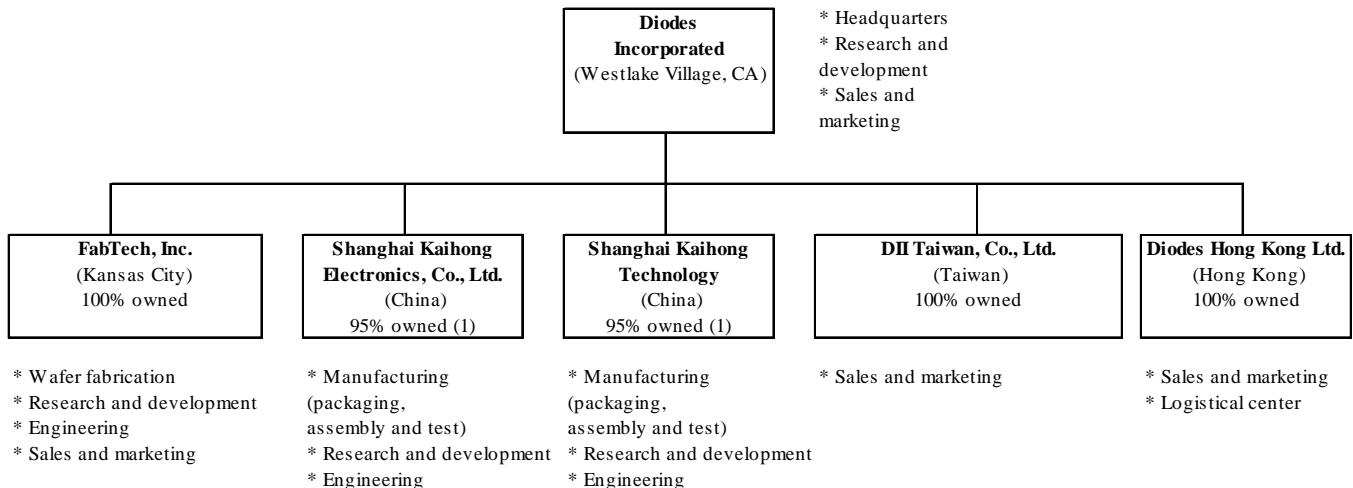 Diodes
Incorporated
(Westlake Village, CA)
* Headquarters
* Research and
development
* Sales and
marketing
FabTech, Inc.
(Kansas City)
100% owned
Shanghai Kaihong
Electronics, Co., Ltd.
(China)
95% owned (1)
Shanghai Kaihong
Technology
(China)
95% owned (1)
DII Taiwan, Co., Ltd.
(Taiwan)
100% owned
Diodes Hong Kong Ltd.
(Hong Kong)
100% owned
* Wafer fabrication
* Research and development
* Engineering
* Sales and marketing
* Manufacturing
(packaging,
assembly and test)
* Research and development
* Engineering
* Manufacturing
(packaging,
assembly and test)
* Research and development
* Engineering
* Sales and marketing
* Sales and marketing
* Logistical center